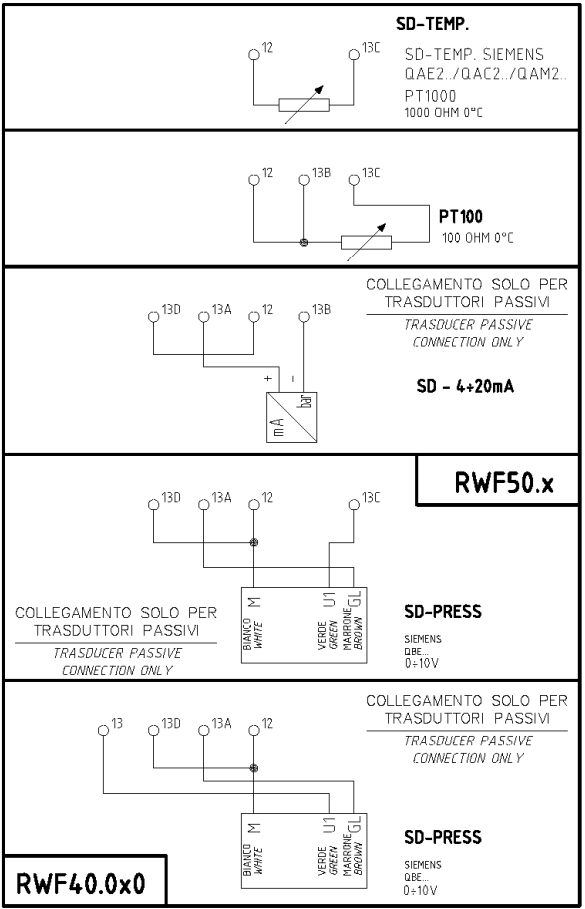 SD-TEMP.
12 13C
SD-TEMP. SIEMENS
QAE2../QAC2../QAM2..
PT1000
1000 OHM 0°C
12 13B 13C
PT100
100 OHM 0°C
COLLEGAMENTO SOLO PER
TRASDUTTORI PASSIVI
TRASDUCER PASSIVE
CONNECTION ONLY
13D 13A 12 13B
+ -
mA bar
SD - 4÷20mA
RWF50.x
13D 13A 12 13C
M U1 GL
BIANCO
WHITE
VERDE
GREEN
MARRONE
BROWN
COLLEGAMENTO SOLO PER
TRASDUTTORI PASSIVI
TRASDUCER PASSIVE
CONNECTION ONLY
SD-PRESS
SIEMENS
QBE...
0÷10V
COLLEGAMENTO SOLO PER
TRASDUTTORI PASSIVI
TRASDUCER PASSIVE
CONNECTION ONLY
13 13D 13A 12
M U1 GL
BIANCO
WHITE
VERDE
GREEN
MARRONE
BROWN
SD-PRESS
SIEMENS
QBE...
0÷10V
RWF40.0x0